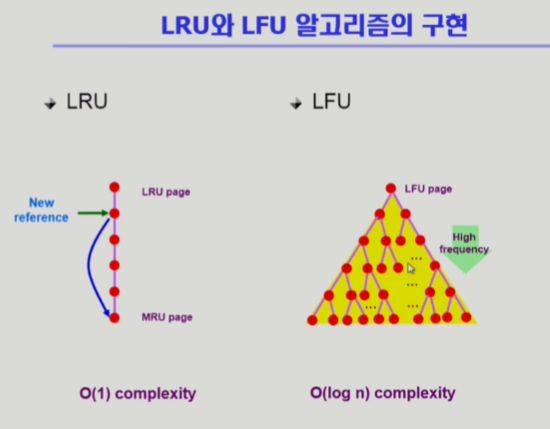 LRU와 LFU 알고리즘의 구현
LRU
LFU
LRU page
New
reference
MRU page
O(1) complexity
LFU page
High
frequency
...
...
...
...
O(log n) complexity